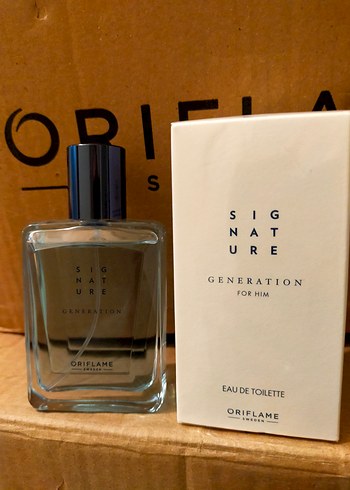 ORIFLA
S
SIG
NAT
URE
GENERATION
ORIFLAME
SWEDEN
SIG
NAT
URE
GENERATION
FOR HIM
EAU DE TOILETTE
ORIFLAME
SWEDEN